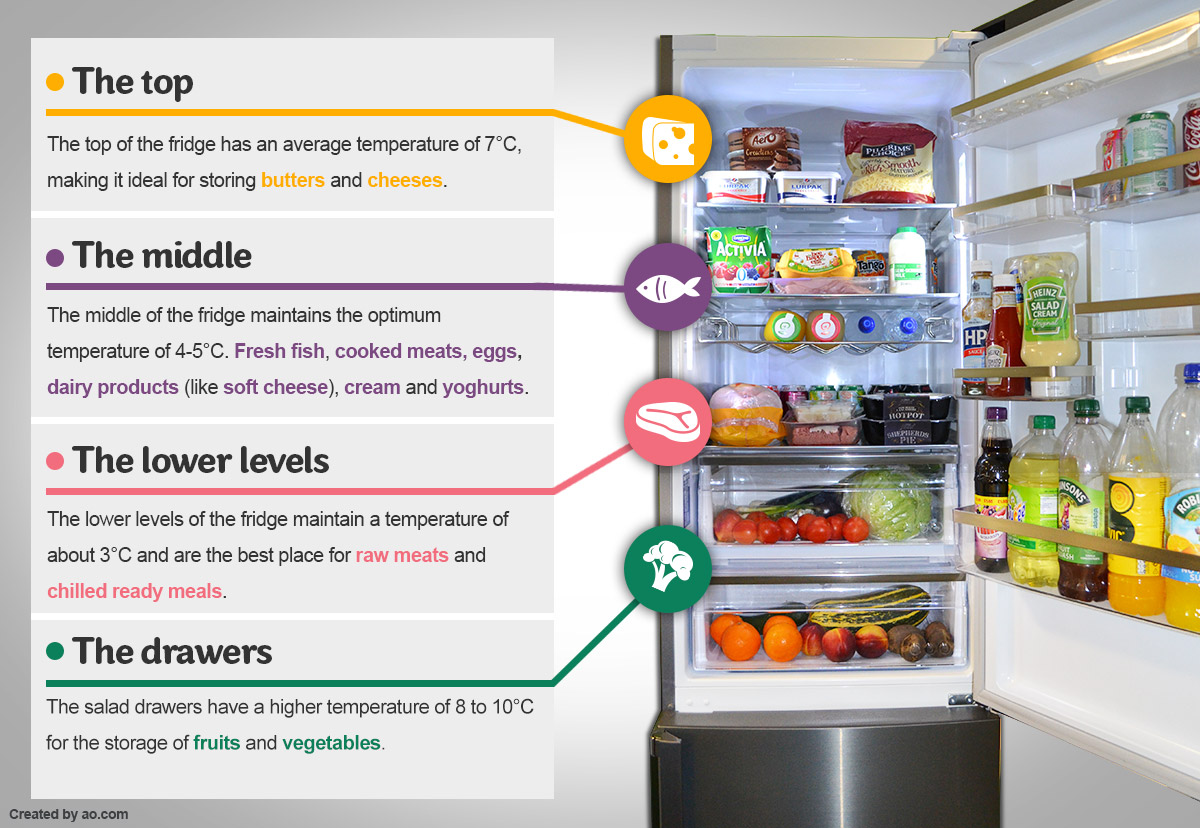 The top
The top of the fridge has an average temperature of 7°C,
making it ideal for storing butters and cheeses.
The middle
The middle of the fridge maintains the optimum
temperature of 4-5°C. Fresh fish, cooked meats, eggs,
dairy products (like soft cheese), cream and yoghurts.
The lower levels
The lower levels of the fridge maintain a temperature of
about 3°C and are the best place for raw meats and
chilled ready meals.
The drawers
The salad drawers have a higher temperature of 8 to 10°C
for the storage of fruits and vegetables.
Created by ao.com
Aero
PILGRIMS
CHOICE
Smooth
LURPAK
LURPAK
ACTIVIA
Tango
HOTPOT
SHEPHERDS
PIE
HP
HEINZ
SALAD
CREAM
Original